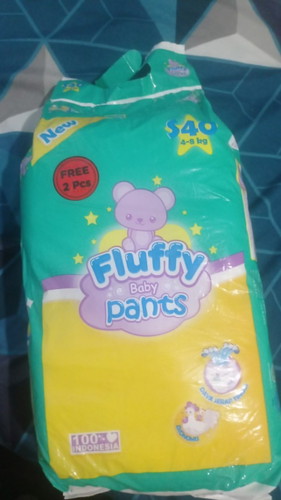 New
S40
4-8 kg
FREE
2 Pcs
Fluffy
Baby
pants
100%
INDONESIA